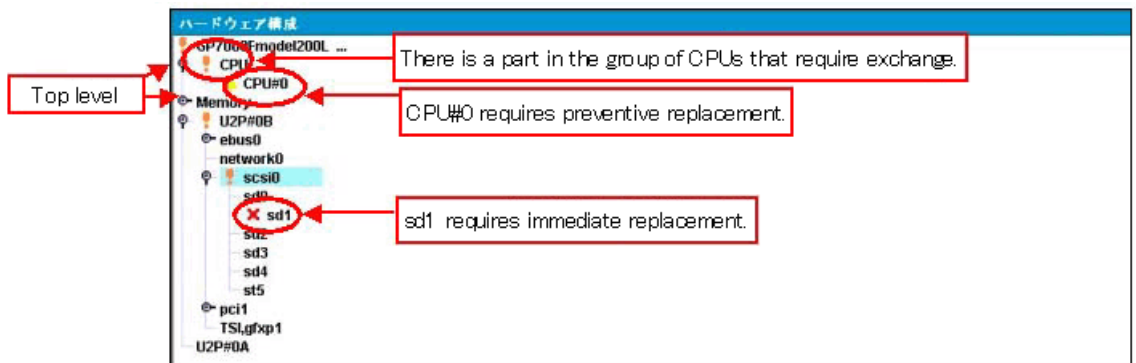 ハードウェア構成
GP7000Fmodel200L ...
CPU
CPU#0
Memory
U2P#0B
ebus0
network0
scsi0
sd0
sd1
sd2
sd3
sd4
st5
pci1
TSI,gfxp1
U2P#0A
Top level
There is a part in the group of CPUs that require exchange.
CPU#0 requires preventive replacement.
sd1 requires immediate replacement.